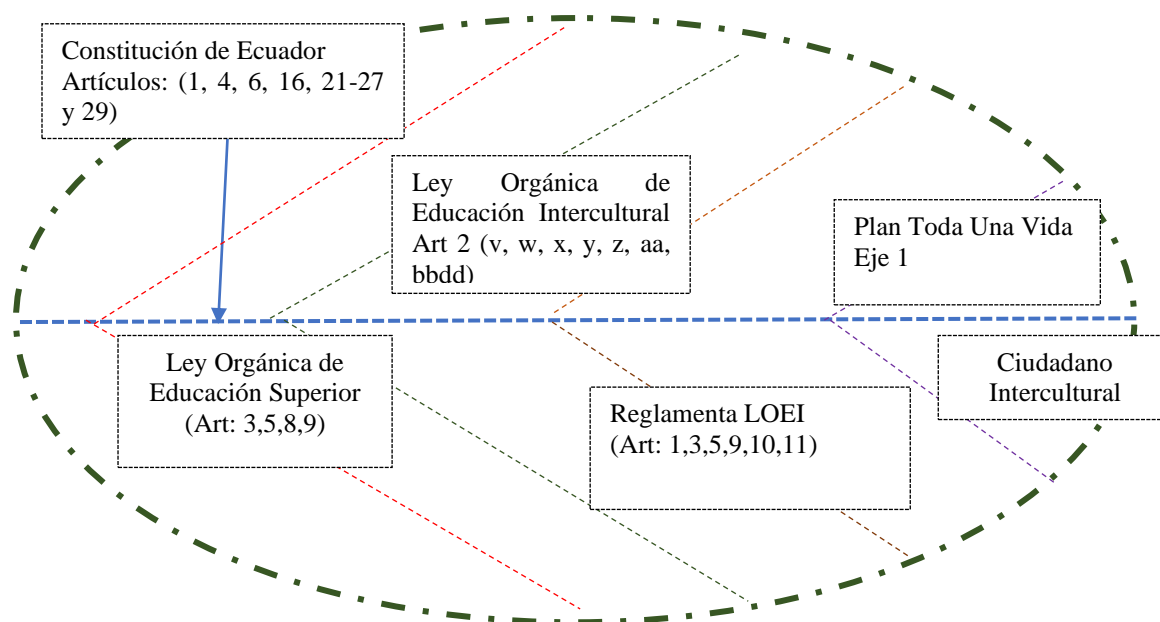 Constitución de Ecuador
Artículos: (1, 4, 6, 16, 21-27
y 29)
Ley Orgánica de
Educación Intercultural
Art 2 (v, w, x, y, z, aa,
bbdd)
Plan Toda Una Vida
Eje 1
Ley Orgánica de
Educación Superior
(Art: 3,5,8,9)
Reglamenta LOEI
(Art: 1,3,5,9,10,11)
Ciudadano
Intercultural